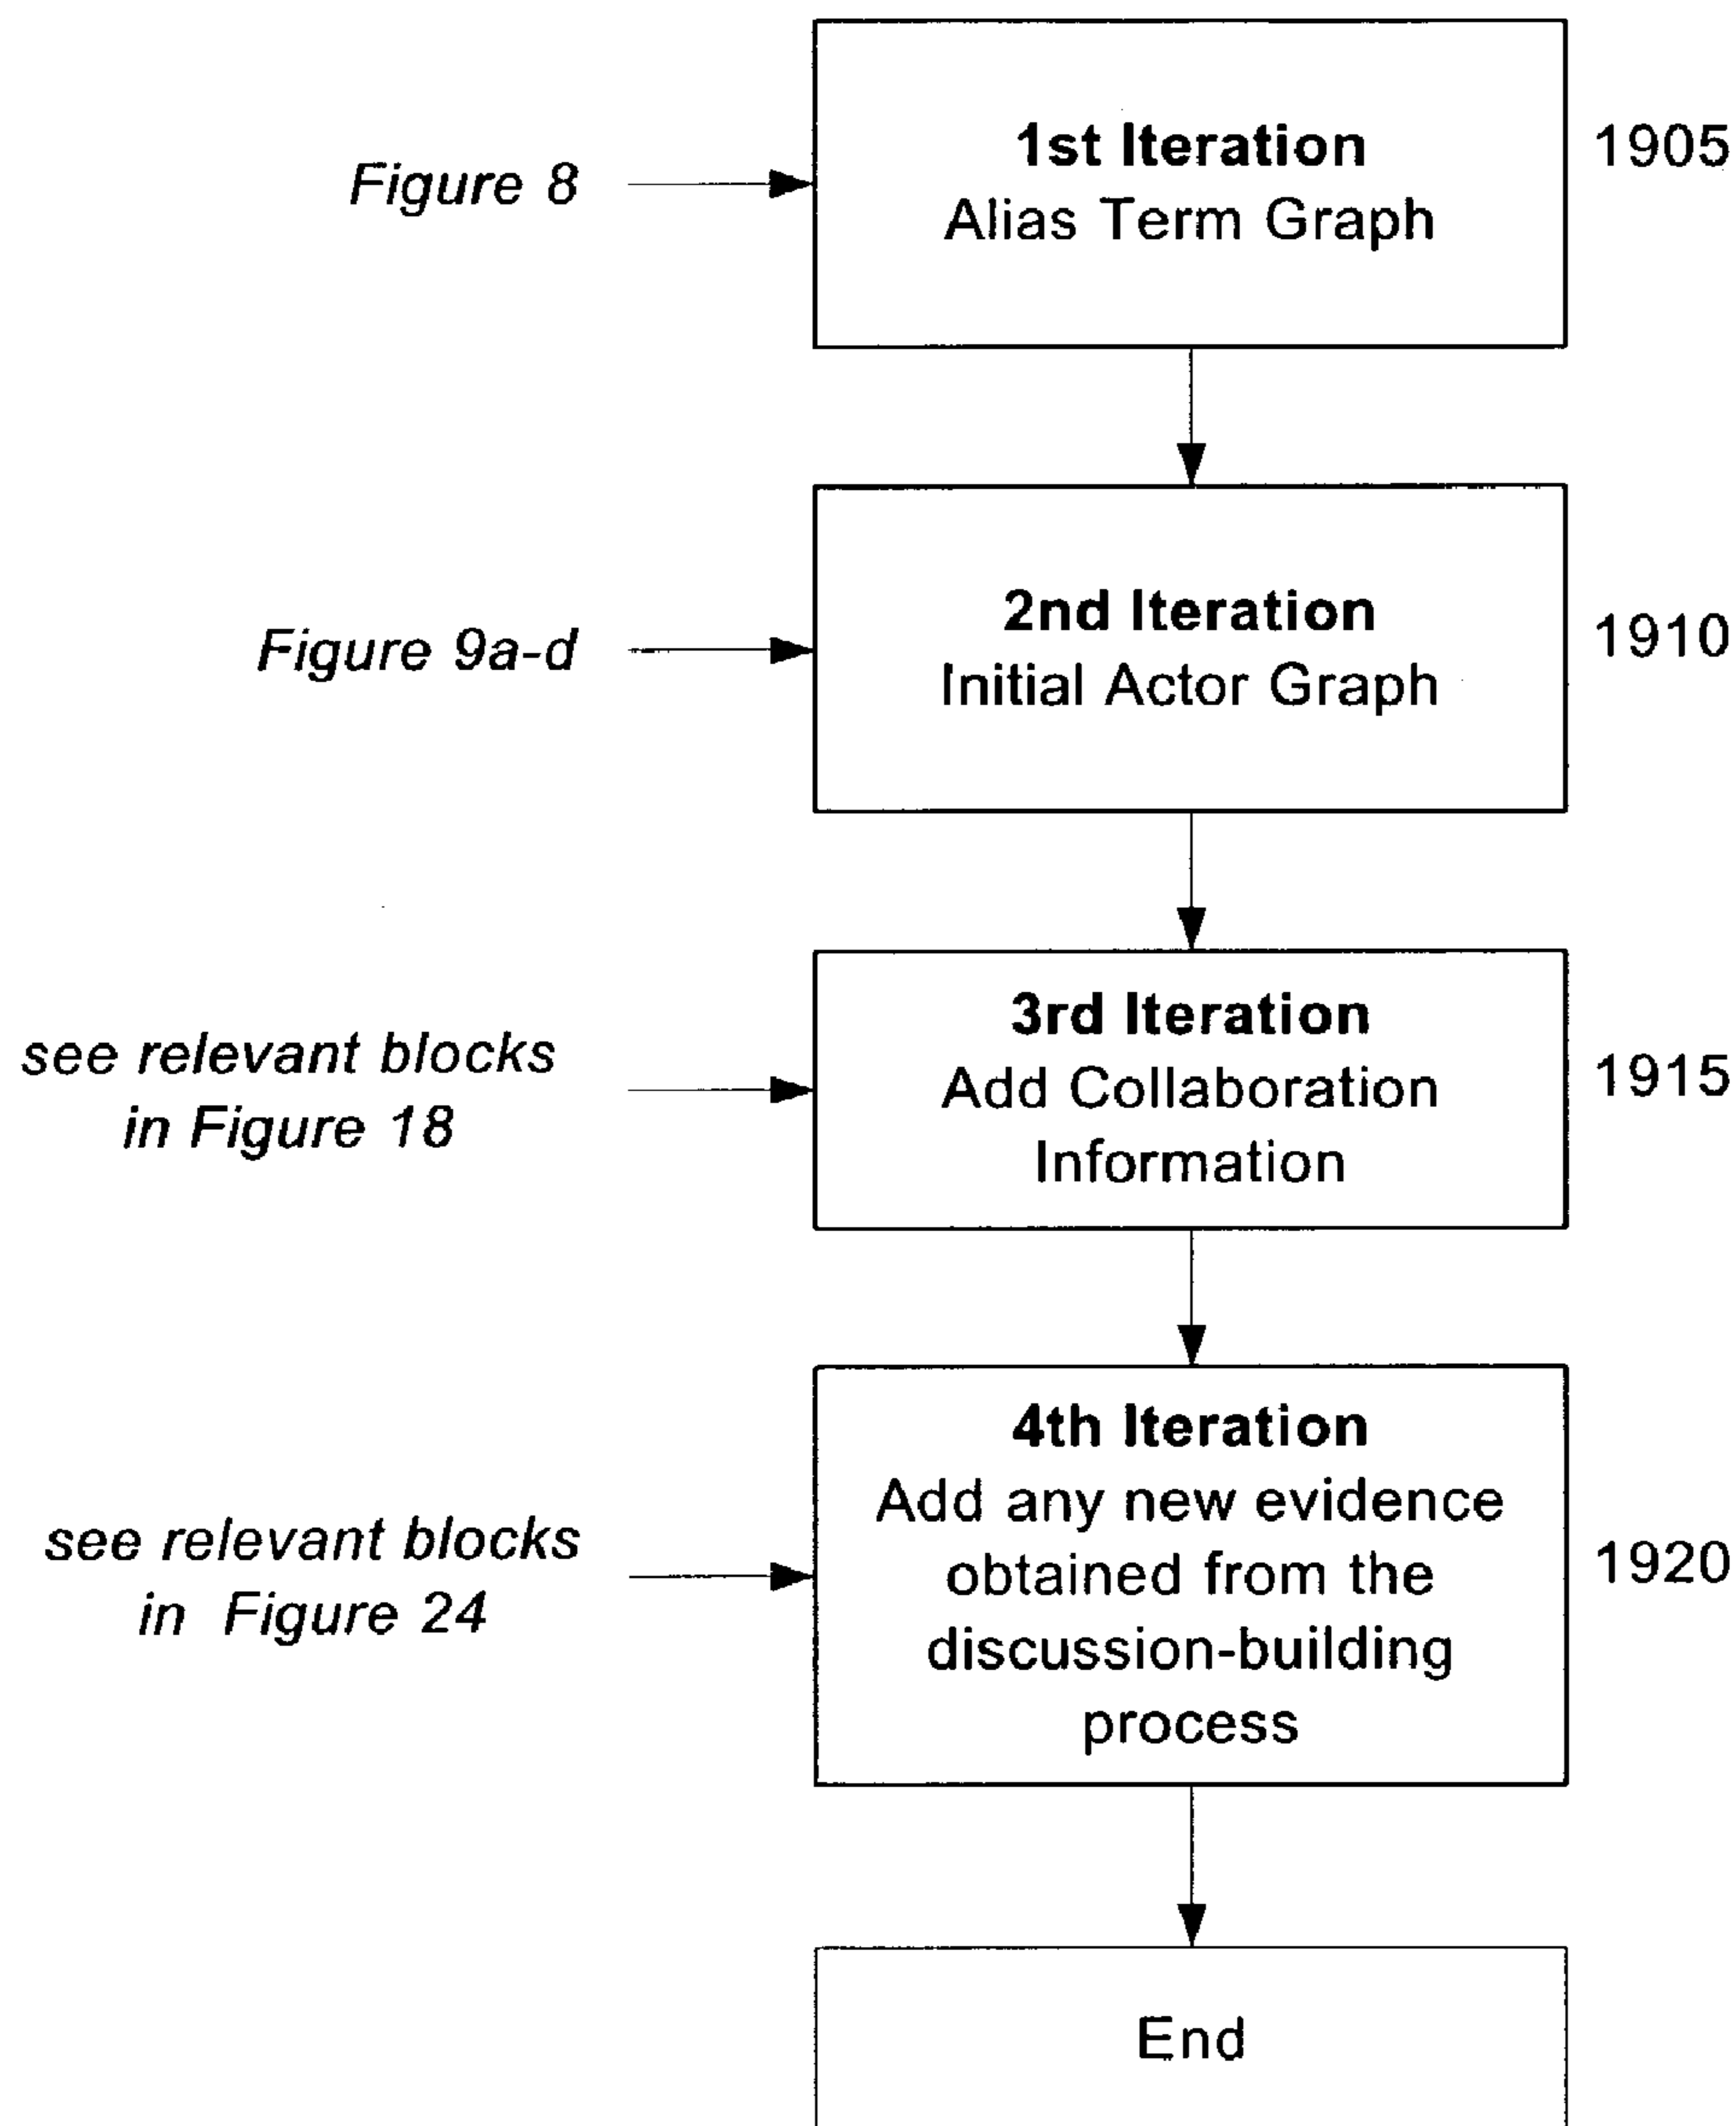 1st Iteration
Alias Term Graph
1905
Figure 8
2nd Iteration
Initial Actor Graph
1910
Figure 9a-d
3rd Iteration
Add Collaboration
Information
1915
see relevant blocks
in Figure 18
4th Iteration
Add any new evidence
obtained from the
discussion-building
process
1920
see relevant blocks
in Figure 24
End